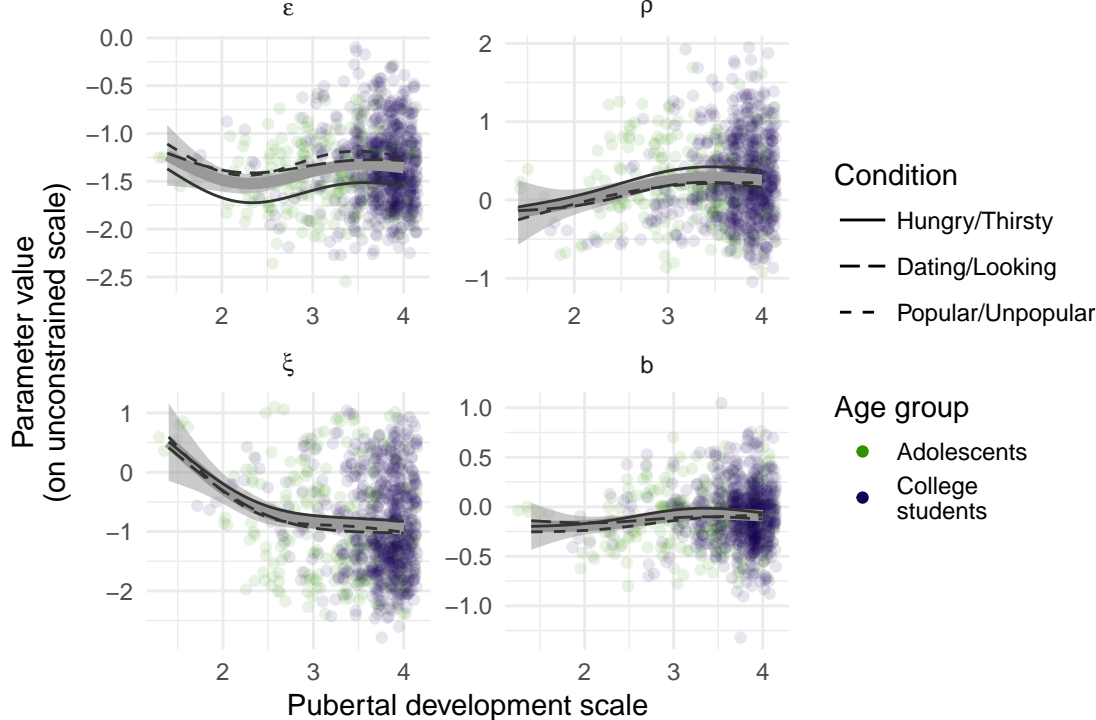 ε
ρ
0.0
−0.5
−1.0
−1.5
−2.0
−2.5
2
1
0
−1
2
3
4
2
3
4
ξ
b
1
0
−1
−2
1.0
0.5
0.0
−0.5
−1.0
2
3
4
2
3
4
Parameter value
(on unconstrained scale)
Pubertal development scale
Condition
Hungry/Thirsty
Dating/Looking
Popular/Unpopular
Age group
Adolescents
College
students